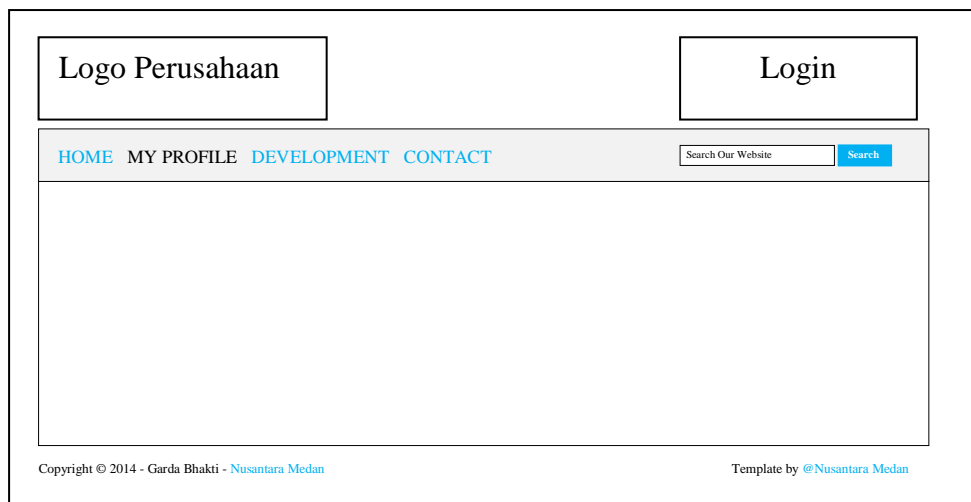 Logo Perusahaan
Login
HOME MY PROFILE DEVELOPMENT CONTACT
Search Our Website Search
Copyright © 2014 - Garda Bhakti - Nusantara Medan
Template by @Nusantara Medan